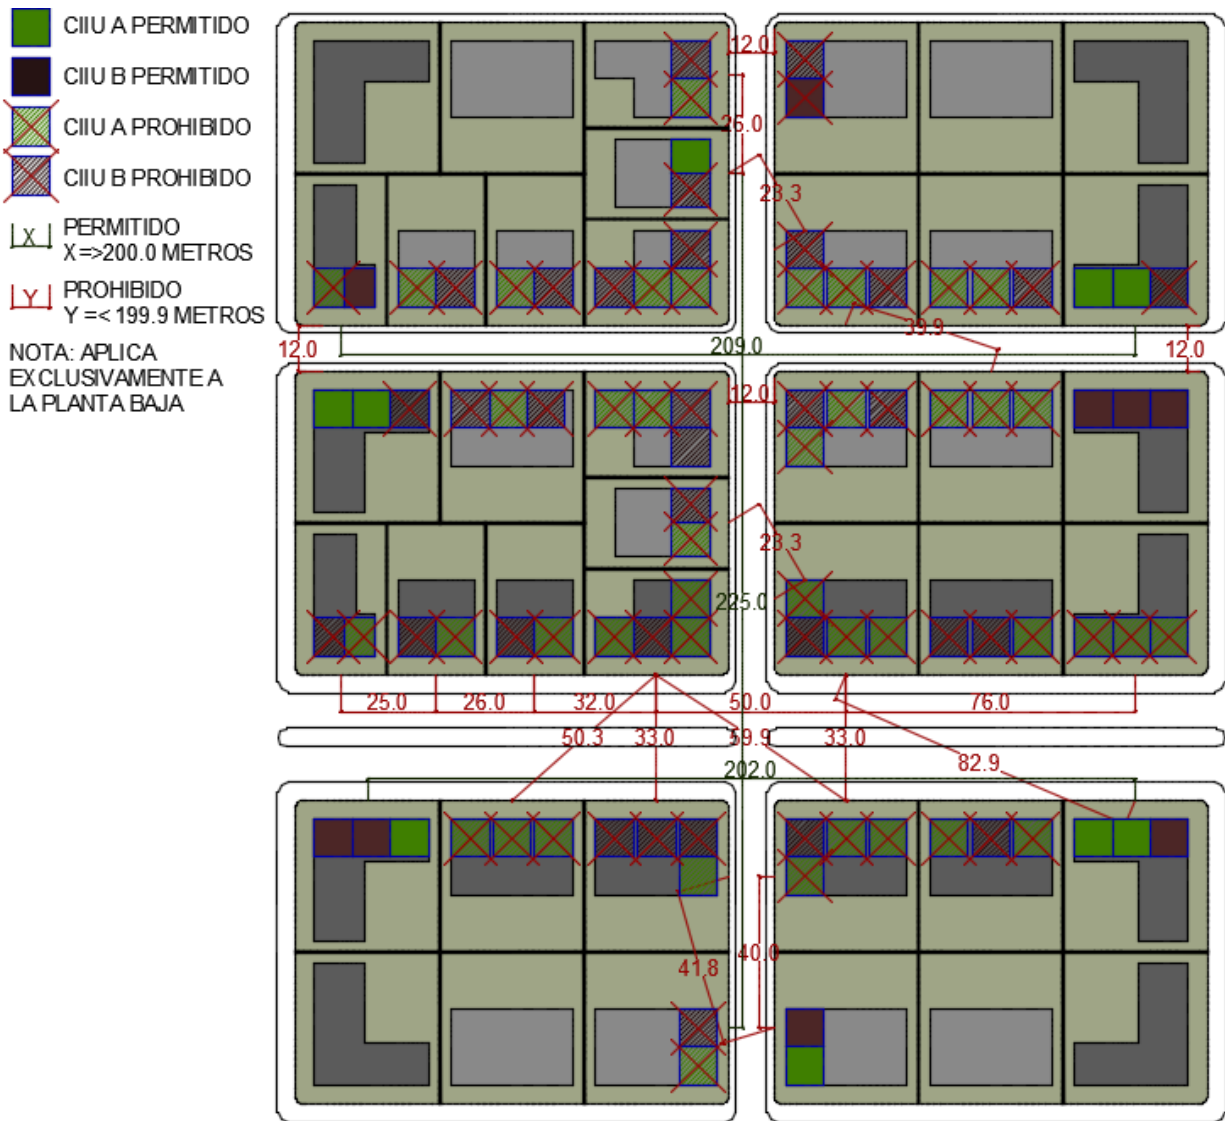 CIIU A PERMITIDO
CIIU B PERMITIDO
CIIU A PROHIBIDO
CIIU B PROHIBIDO
X PERMITIDO
X =>200.0 METROS
Y PROHIBIDO
Y =< 199.9 METROS
NOTA: APLICA
EXCLUSIVAMENTE A
LA PLANTA BAJA
12.0
26.0
23.3
39.9
12.0
209.0
12.0
12.0
23.3
225.0
25.0
26.0
32.0
50.0
76.0
50.3
33.0
59.9
33.0
82.9
202.0
40.0
41.8